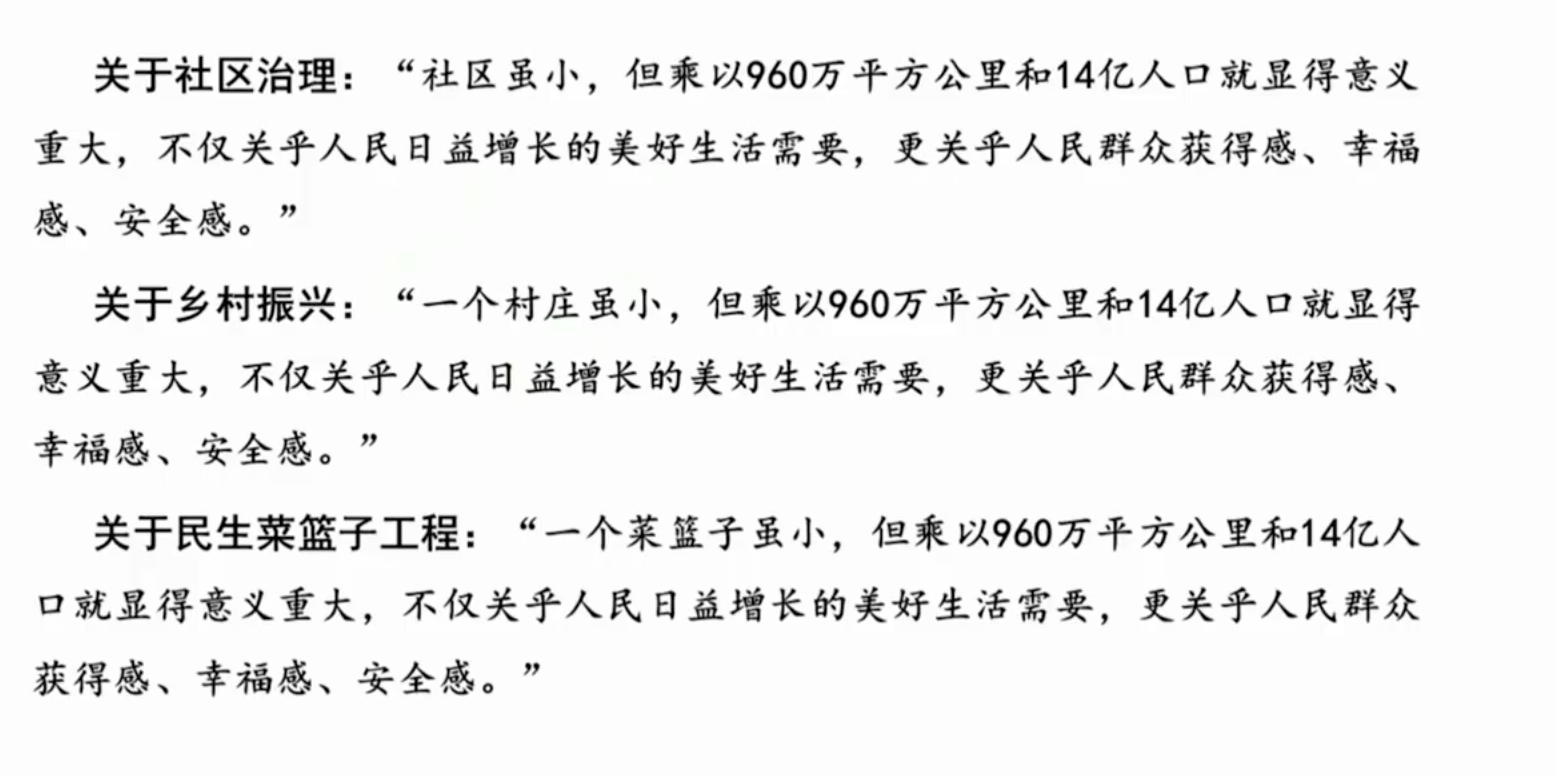 关于社区治理：“社区虽小，但乘以960万平方公里和14亿人口就显得意义
重大，不仅关乎人民日益增长的美好生活需要，更关乎人民群众获得感、幸福
感、安全感。”
关于乡村振兴：“一个村庄虽小，但乘以960万平方公里和14亿人口就显得
意义重大，不仅关乎人民日益增长的美好生活需要，更关乎人民群众获得感、
幸福感、安全感。”
关于民生菜篮子工程：“一个菜篮子虽小，但乘以960万平方公里和14亿人
口就显得意义重大，不仅关乎人民日益增长的美好生活需要，更关乎人民群众
获得感、幸福感、安全感。”